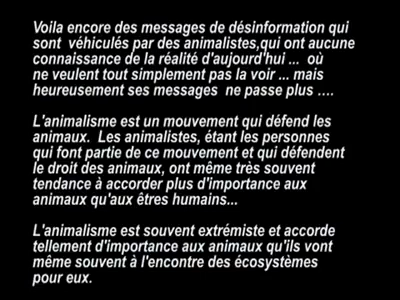 Voila encore des messages de désinformation qui
sont véhiculés par des animalistes,qui ont aucune
connaissance de la réalité d'aujourd'hui ... où
ne veulent tout simplement pas la voir ... mais
heureusement ses messages ne passe plus ....
L'animalisme est un mouvement qui défend les
animaux. Les animalistes, étant les personnes
qui font partie de ce mouvement et qui défendent
le droit des animaux, ont même très souvent
tendance à accorder plus d'importance aux
animaux qu'aux êtres humains...
L'animalisme est souvent extrémiste et accorde
tellement d'importance aux animaux qu'ils vont
même souvent à l'encontre des écosystèmes
pour eux.